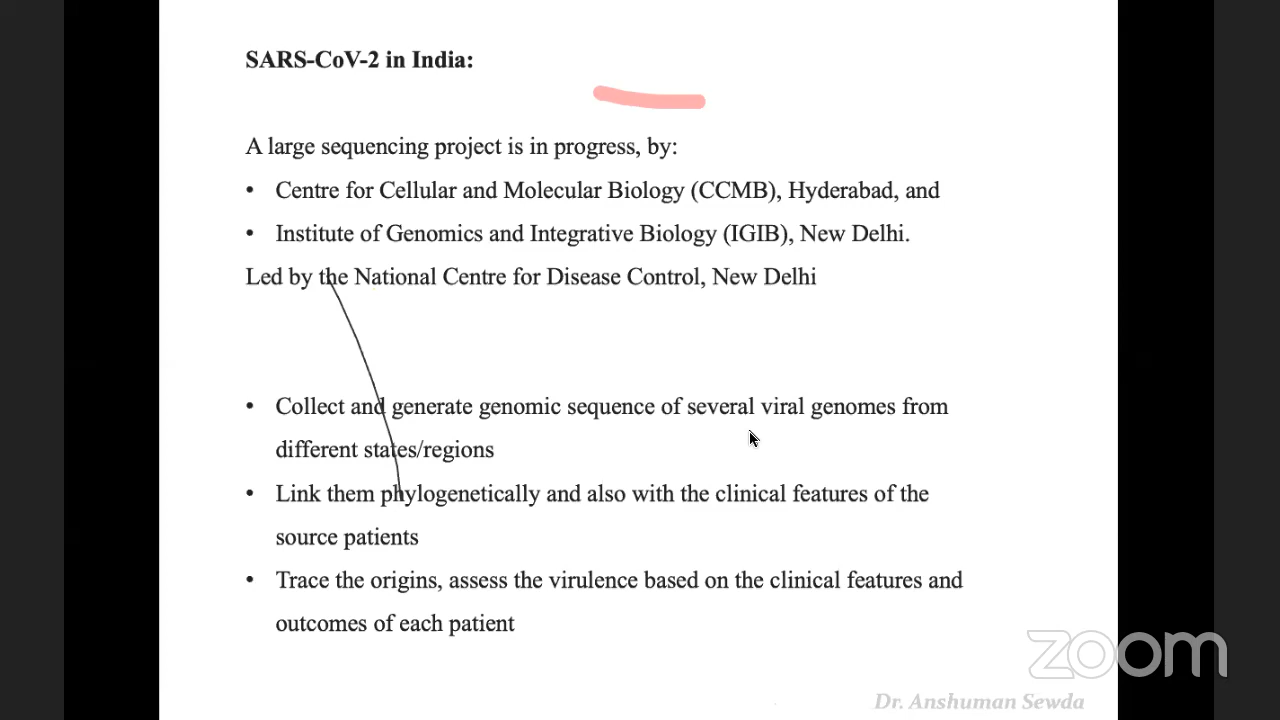 SARS-CoV-2 in India:
A large sequencing project is in progress, by:
• Centre for Cellular and Molecular Biology (CCMB), Hyderabad, and
• Institute of Genomics and Integrative Biology (IGIB), New Delhi.
Led by the National Centre for Disease Control, New Delhi
• Collect and generate genomic sequence of several viral genomes from
different states/regions
• Link them phylogenetically and also with the clinical features of the
source patients
• Trace the origins, assess the virulence based on the clinical features and
outcomes of each patient
zoom
Dr. Anshuman Sewda